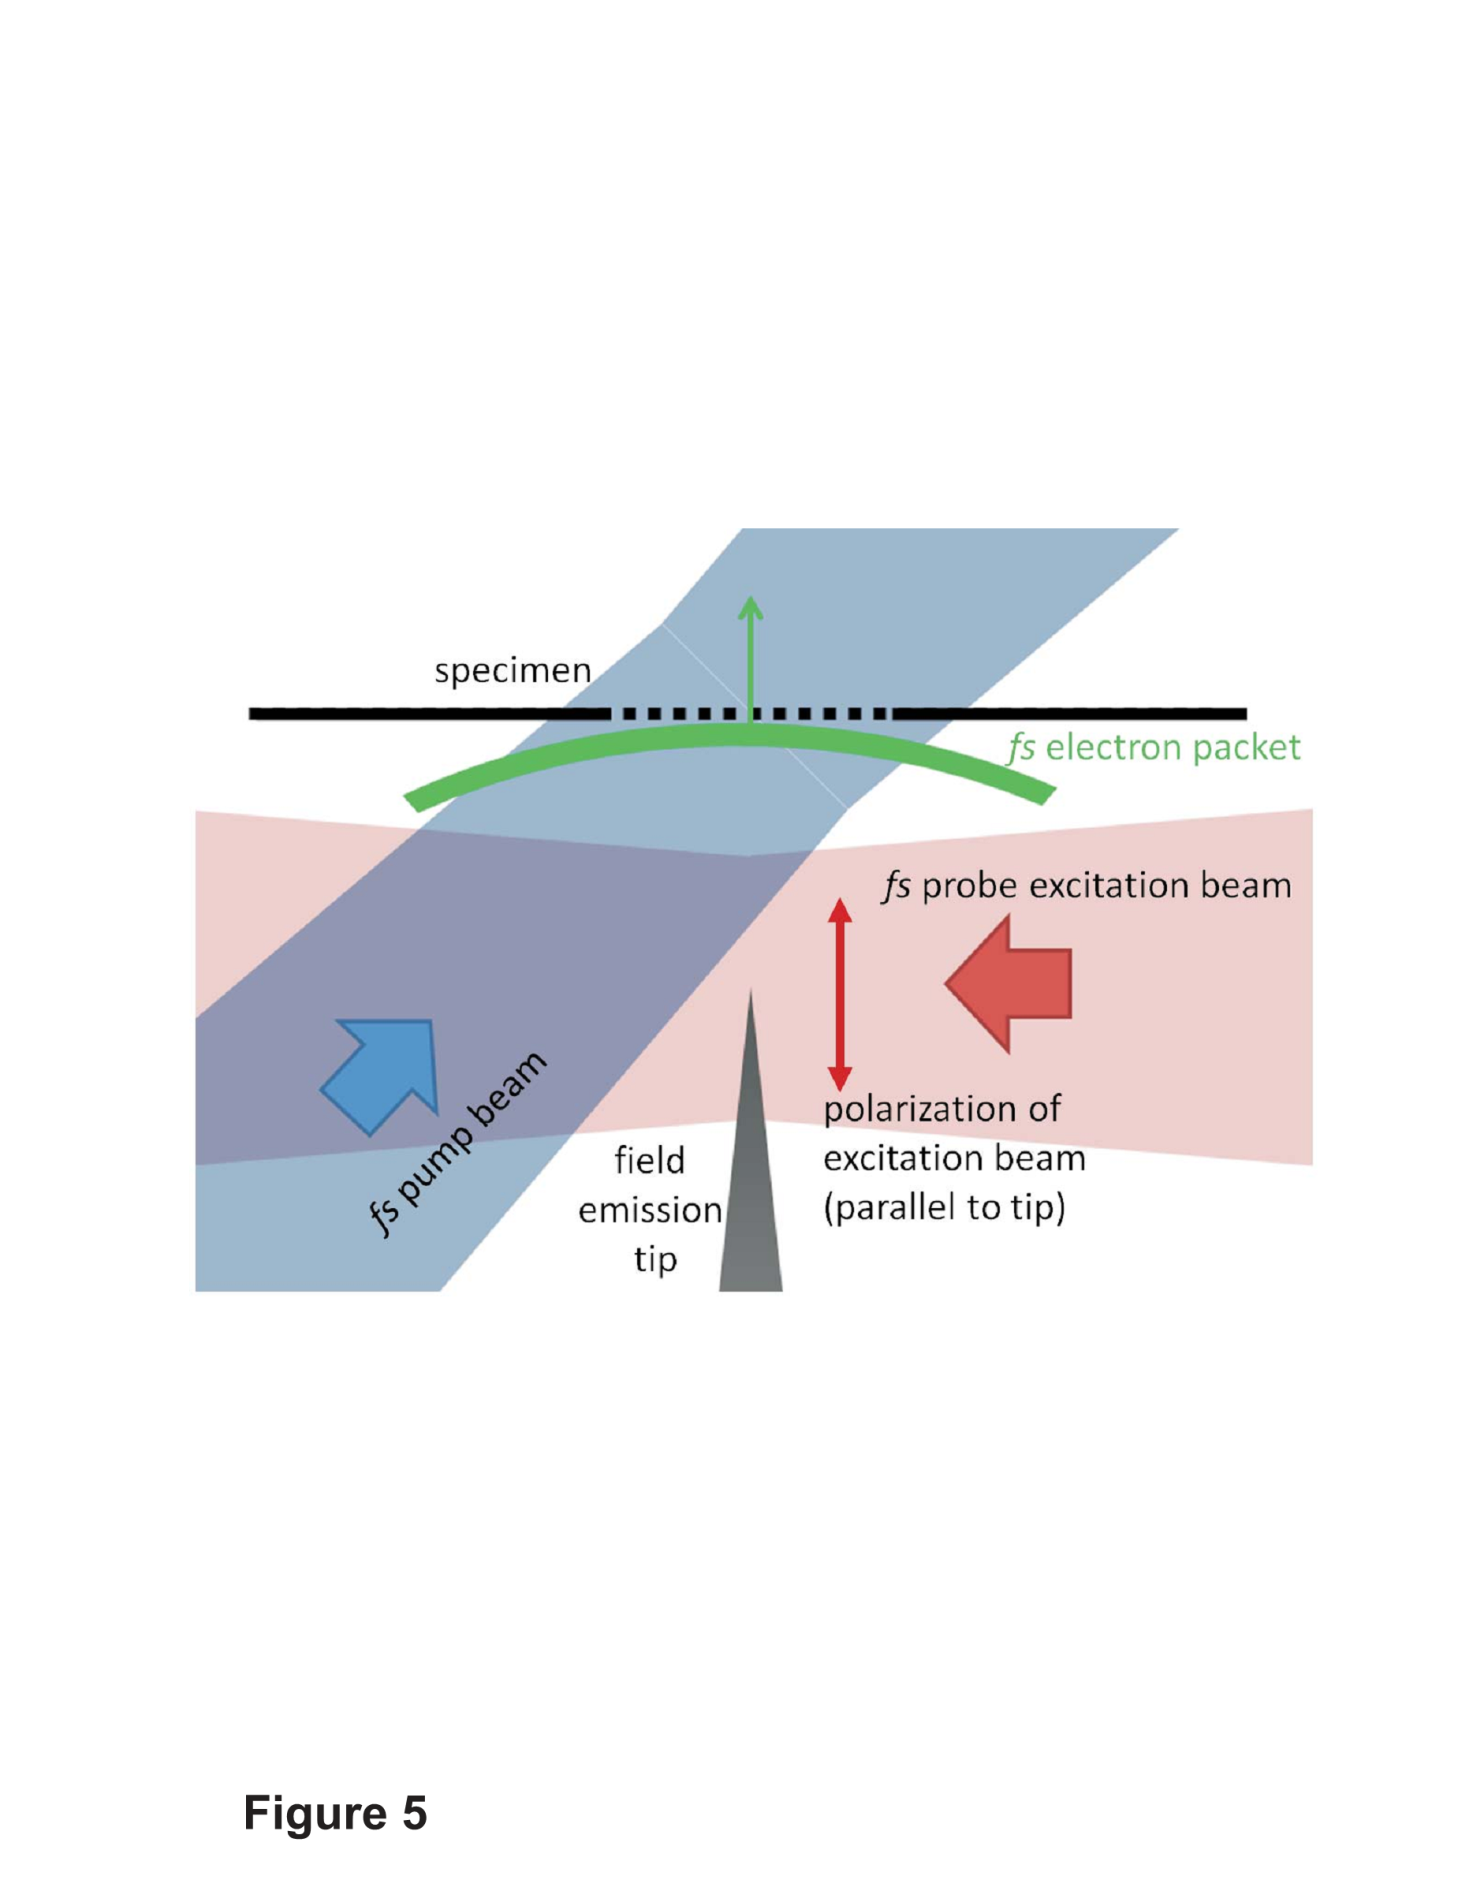 specimen
fs electron packet
fs probe excitation beam
fs pump beam
polarization of
excitation beam
(parallel to tip)
field
emission
tip
Figure 5